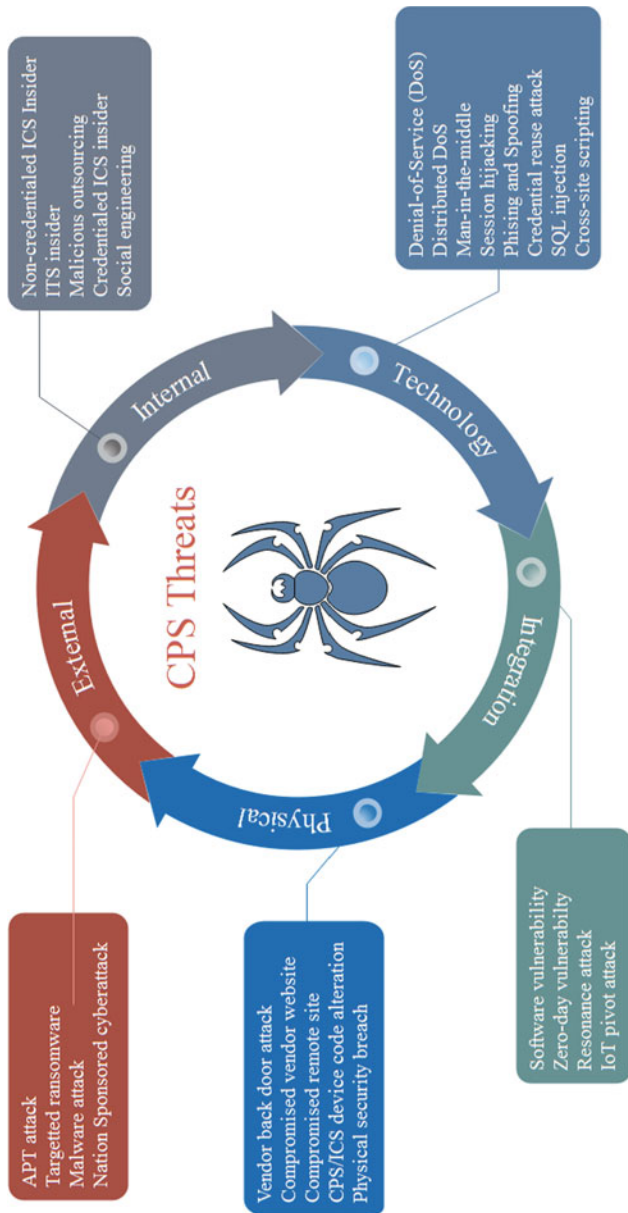 CPS Threats
External
APT attack
Targetted ransomware
Malware attack
Nation Sponsored cyberattack
Internal
Non-credentialed ICS Insider
ITS insider
Malicious outsourcing
Credentialed ICS insider
Social engineering
Technology
Denial-of-Service (DoS)
Distributed DoS
Man-in-the-middle
Session hijacking
Phising and Spoofing
Credential reuse attack
SQL injection
Cross-site scripting
Integration
Software vulnerability
Zero-day vulnerabilty
Resonance attack
IoT pivot attack
Physical
Vendor back door attack
Compromised vendor website
Compromised remote site
CPS/ICS device code alteration
Physical security breach